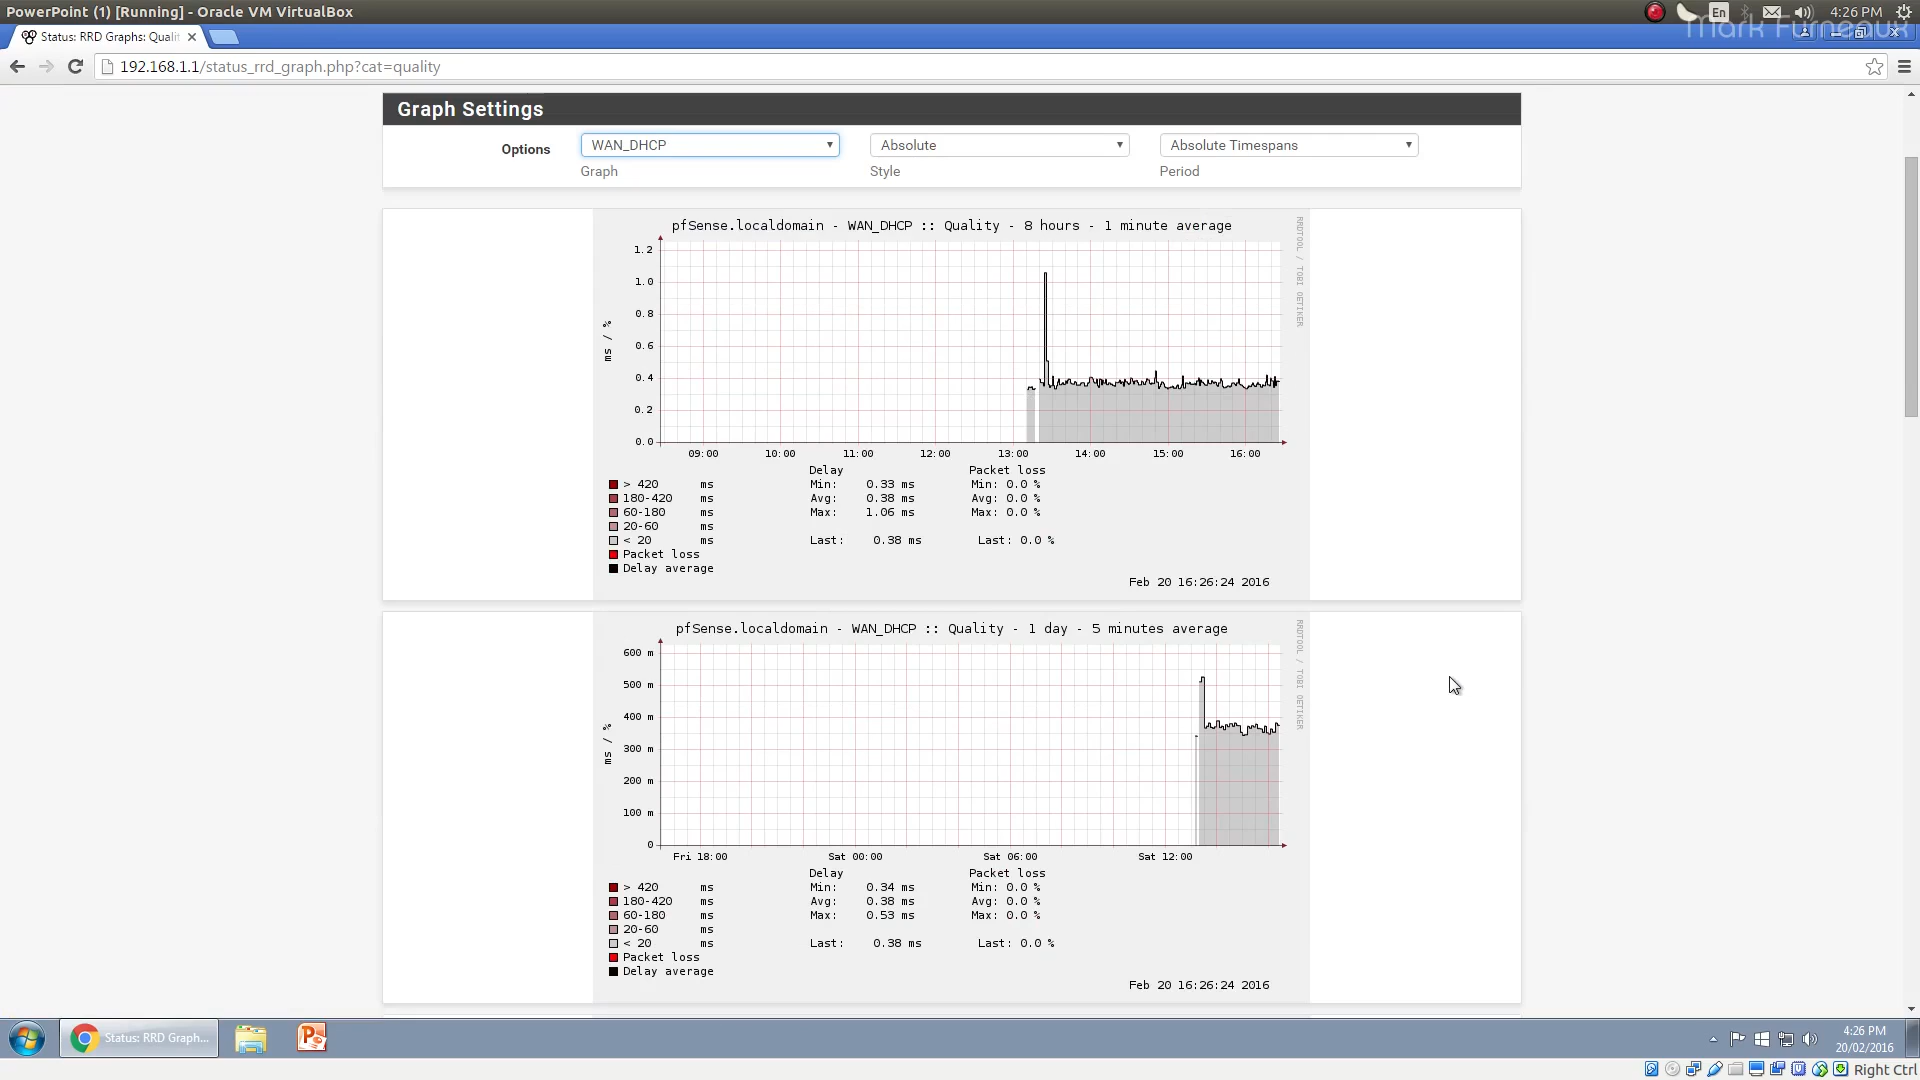 PowerPoint (1) [Running] - Oracle VM VirtualBox
En
4:26 PM
Mark Furneaux
Status: RRD Graphs: Qualit
192.168.1.1/status_rrd_graph.php?cat=quality
Graph Settings
Options
WAN_DHCP
Absolute
Absolute Timespans
Graph
Style
Period
pfSense.localdomain - WAN_DHCP :: Quality - 8 hours - 1 minute average
RRDTOOL / TOBI OETIKER
ms / %
1.2
1.0
0.8
0.6
0.4
0.2
0.0
09:00 10:00 11:00 12:00 13:00 14:00 15:00 16:00
Delay Packet loss
> 420 ms Min: 0.33 ms Min: 0.0 %
180-420 ms Avg: 0.38 ms Avg: 0.0 %
60-180 ms Max: 1.06 ms Max: 0.0 %
20-60 ms
< 20 ms Last: 0.38 ms Last: 0.0 %
Packet loss
Delay average
Feb 20 16:26:24 2016
pfSense.localdomain - WAN_DHCP :: Quality - 1 day - 5 minutes average
RRDTOOL / TOBI OETIKER
ms / %
600 m
500 m
400 m
300 m
200 m
100 m
0
Fri 18:00 Sat 00:00 Sat 06:00 Sat 12:00
Delay Packet loss
> 420 ms Min: 0.34 ms Min: 0.0 %
180-420 ms Avg: 0.38 ms Avg: 0.0 %
60-180 ms Max: 0.53 ms Max: 0.0 %
20-60 ms
< 20 ms Last: 0.38 ms Last: 0.0 %
Packet loss
Delay average
Feb 20 16:26:24 2016
Status: RRD Graph...
4:26 PM
20/02/2016
Right Ctrl